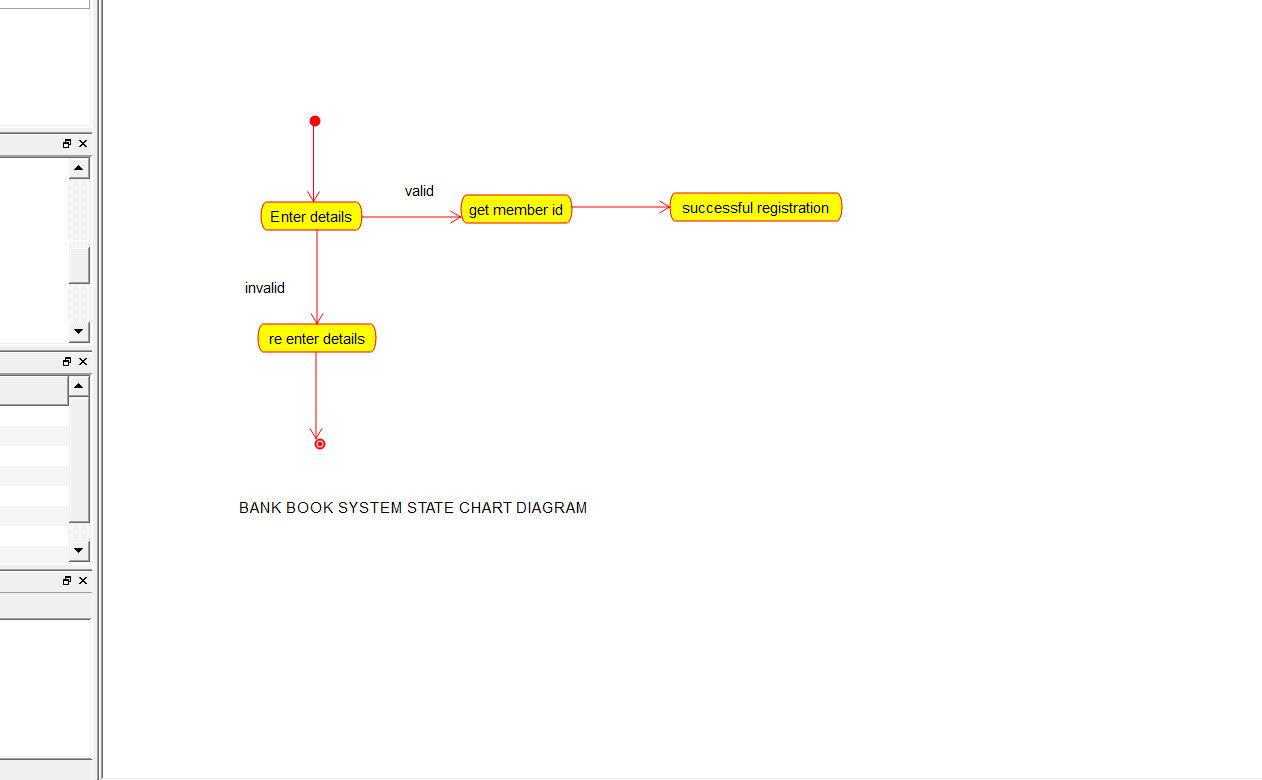 valid
Enter details
get member id
successful registration
invalid
re enter details
BANK BOOK SYSTEM STATE CHART DIAGRAM